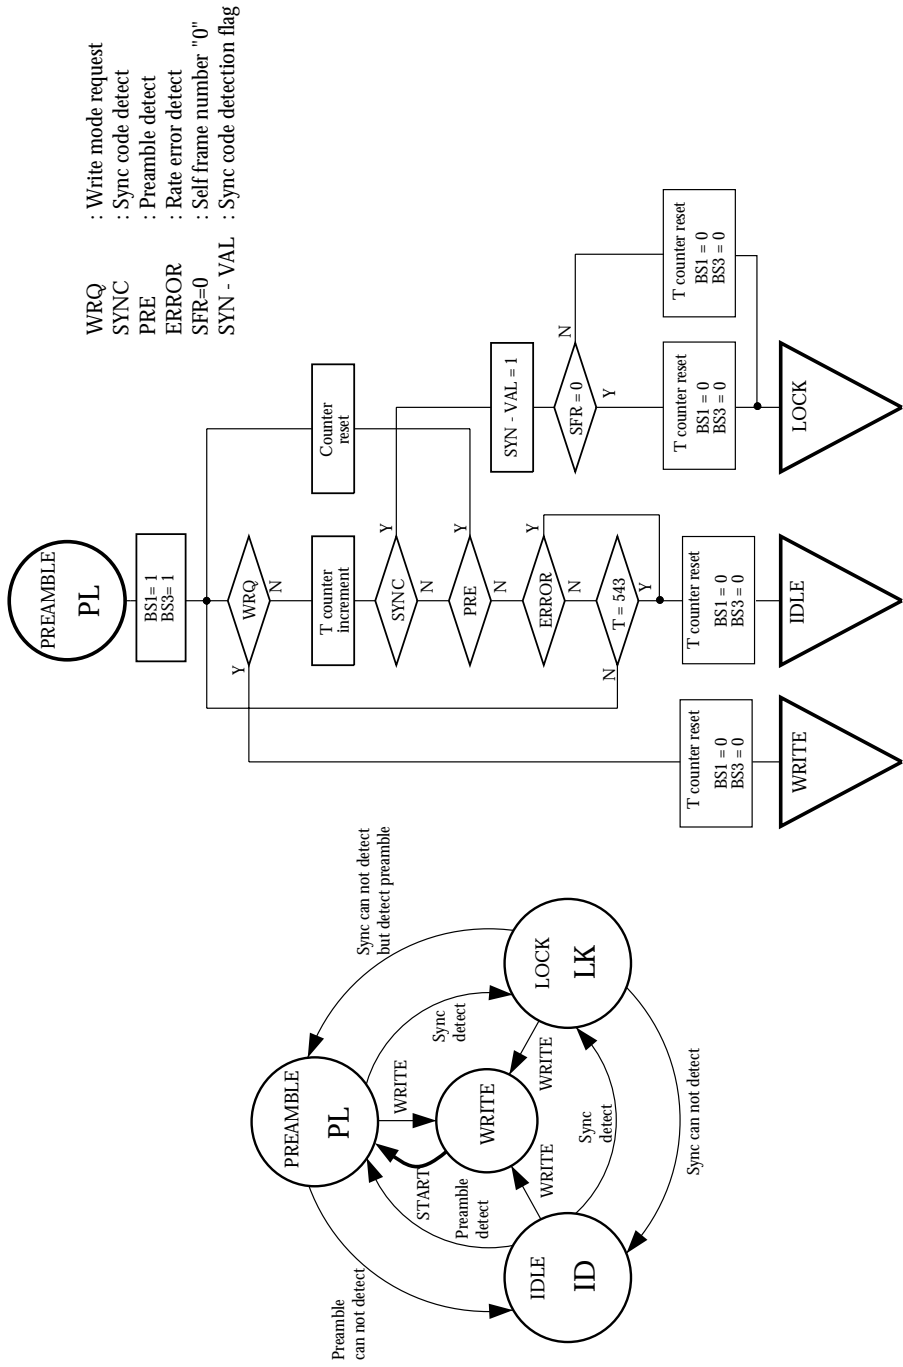 PREAMBLE
PL
BS1= 1
BS3= 1
WRQ
Y
N
T counter
increment
Counter
reset
SYNC
Y
N
PRE
Y
N
ERROR
Y
N
T = 543
N
Y
SYN - VAL = 1
SFR = 0
N
Y
T counter reset
BS1 = 0
BS3 = 0
WRITE
T counter reset
BS1 = 0
BS3 = 0
IDLE
T counter reset
BS1 = 0
BS3 = 0
T counter reset
BS1 = 0
BS3 = 0
LOCK
WRQ : Write mode request
SYNC : Sync code detect
PRE : Preamble detect
ERROR : Rate error detect
SFR=0 : Self frame number "0"
SYN - VAL : Sync code detection flag
Preamble
can not detect
PREAMBLE
PL
Sync can not detect
but detect preamble
START
WRITE
Sync
detect
Preamble
detect
WRITE
IDLE
ID
WRITE
WRITE
LOCK
LK
Sync
detect
Sync can not detect